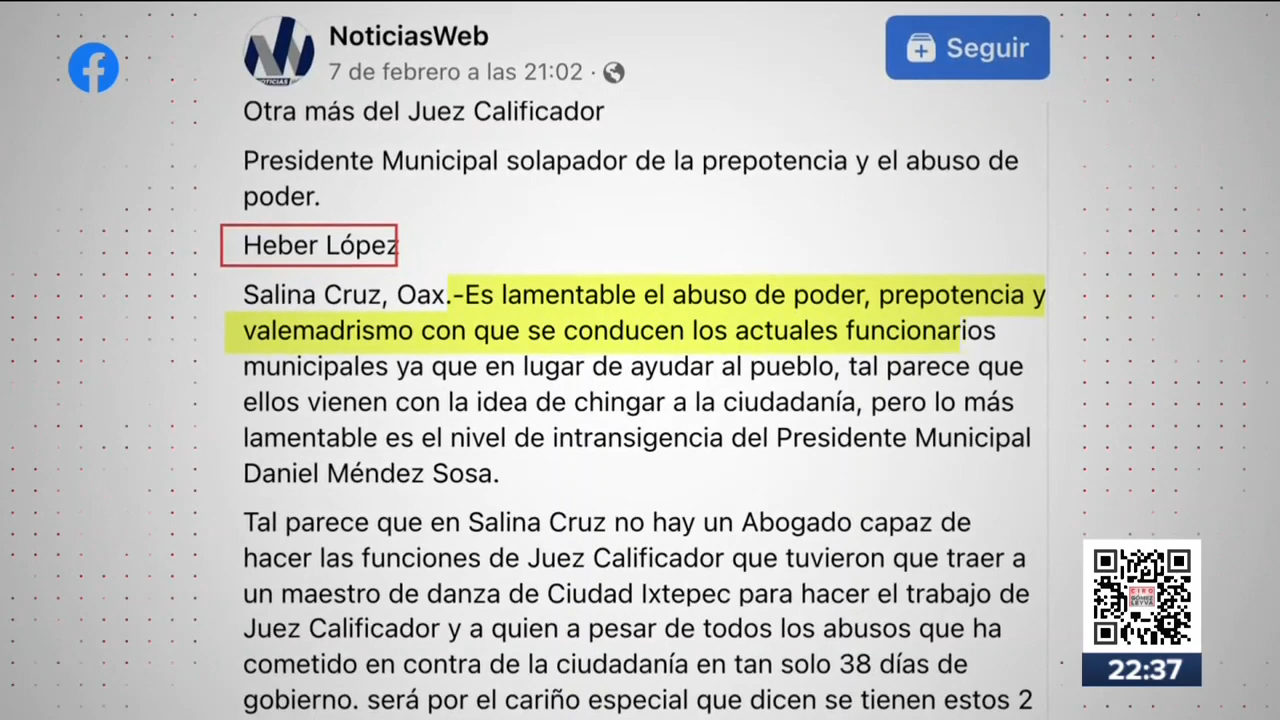 NoticiasWeb
7 de febrero a las 21:02 ·
Seguir
NOTICIAS
Otra más del Juez Calificador
Presidente Municipal solapador de la prepotencia y el abuso de
poder.
Heber López
Salina Cruz, Oax.-Es lamentable el abuso de poder, prepotencia y
valemadrismo con que se conducen los actuales funcionarios
municipales ya que en lugar de ayudar al pueblo, tal parece que
ellos vienen con la idea de chingar a la ciudadanía, pero lo más
lamentable es el nivel de intransigencia del Presidente Municipal
Daniel Méndez Sosa.
Tal parece que en Salina Cruz no hay un Abogado capaz de
hacer las funciones de Juez Calificador que tuvieron que traer a
un maestro de danza de Ciudad Ixtepec para hacer el trabajo de
Juez Calificador y a quien a pesar de todos los abusos que ha
cometido en contra de la ciudadanía en tan solo 38 días de
gobierno. será por el cariño especial que dicen se tienen estos 2
CIRO
GÓMEZ
LEYVA
22:37